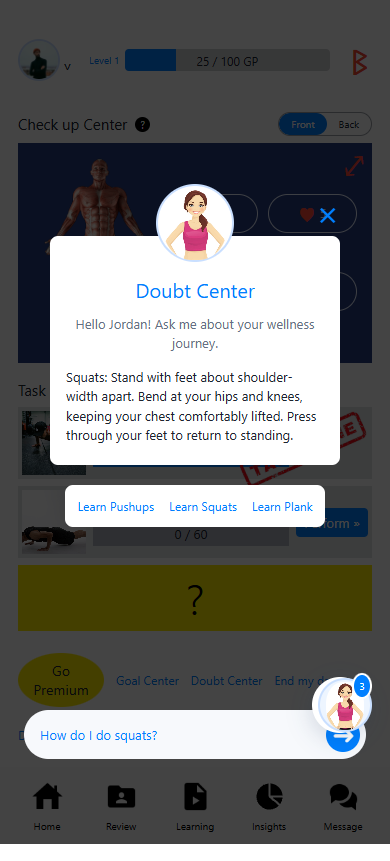 v
Level 1
25 / 100 GP
Check up Center ?
Front
Back
Doubt Center
Hello Jordan! Ask me about your wellness
journey.
Task
Squats: Stand with feet about shoulder-
width apart. Bend at your hips and knees,
keeping your chest comfortably lifted. Press
through your feet to return to standing.
Learn Pushups
Learn Squats
Learn Plank
0 / 60
?
Go
Premium
Goal Center
Doubt Center
End my
3
How do I do squats?
Home
Review
Learning
Insights
Message